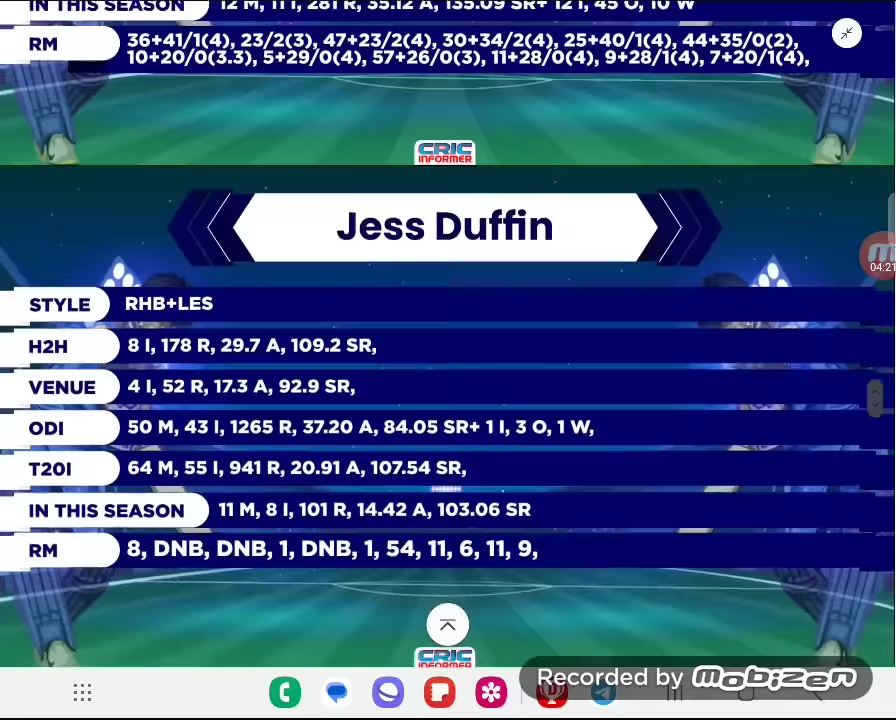 IN THIS SEASON 12 M, 11 I, 281 R, 35.12 A, 135.09 SR+ 12 I, 45 O, 10 W
RM 36+41/1(4), 23/2(3), 47+23/2(4), 30+34/2(4), 25+40/1(4), 44+35/0(2),
10+20/0(3.3), 5+29/0(4), 57+26/0(3), 11+28/0(4), 9+28/1(4), 7+20/1(4),
CRIC
INFORMER
Jess Duffin
04:21
STYLE RHB+LES
H2H 8 I, 178 R, 29.7 A, 109.2 SR,
VENUE 4 I, 52 R, 17.3 A, 92.9 SR,
ODI 50 M, 43 I, 1265 R, 37.20 A, 84.05 SR+ 1 I, 3 O, 1 W,
T20I 64 M, 55 I, 941 R, 20.91 A, 107.54 SR,
IN THIS SEASON 11 M, 8 I, 101 R, 14.42 A, 103.06 SR
RM 8, DNB, DNB, 1, DNB, 1, 54, 11, 6, 11, 9,
CRIC
INFORMER
Recorded by mobizen